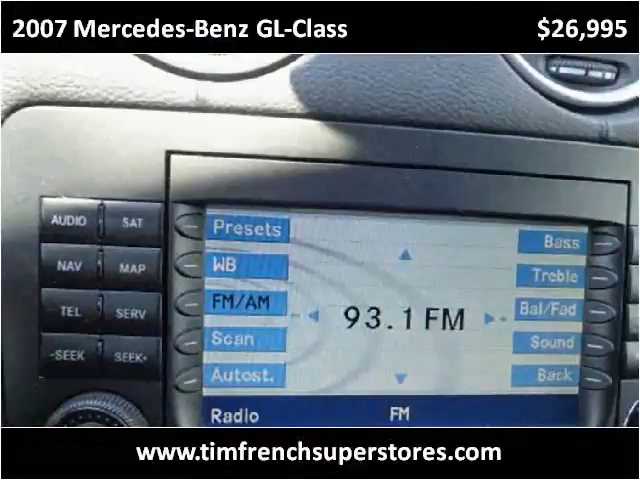 2007 Mercedes-Benz GL-Class $26,995
AUDIO SAT
NAV MAP
TEL SERV
-SEEK SEEK+
Presets
WB
FM/AM
Scan
Autost.
93.1 FM
Bass
Treble
Bal/Fad
Sound
Back
Radio FM
www.timfrenchsuperstores.com